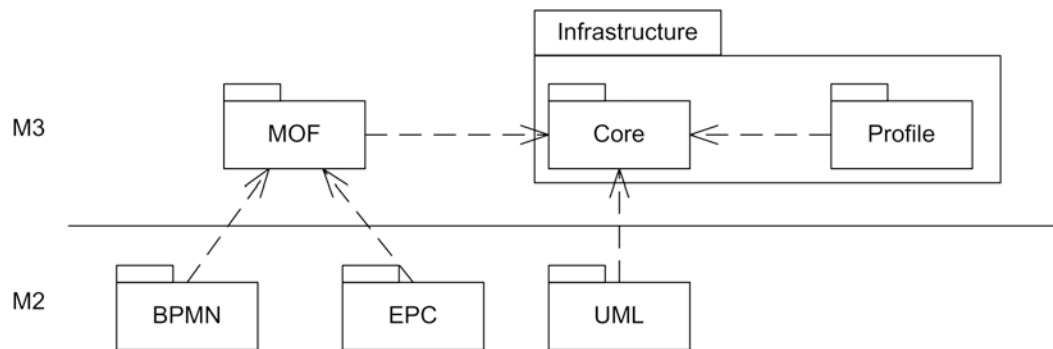 Infrastructure
M3
MOF
Core
Profile
M2
BPMN
EPC
UML